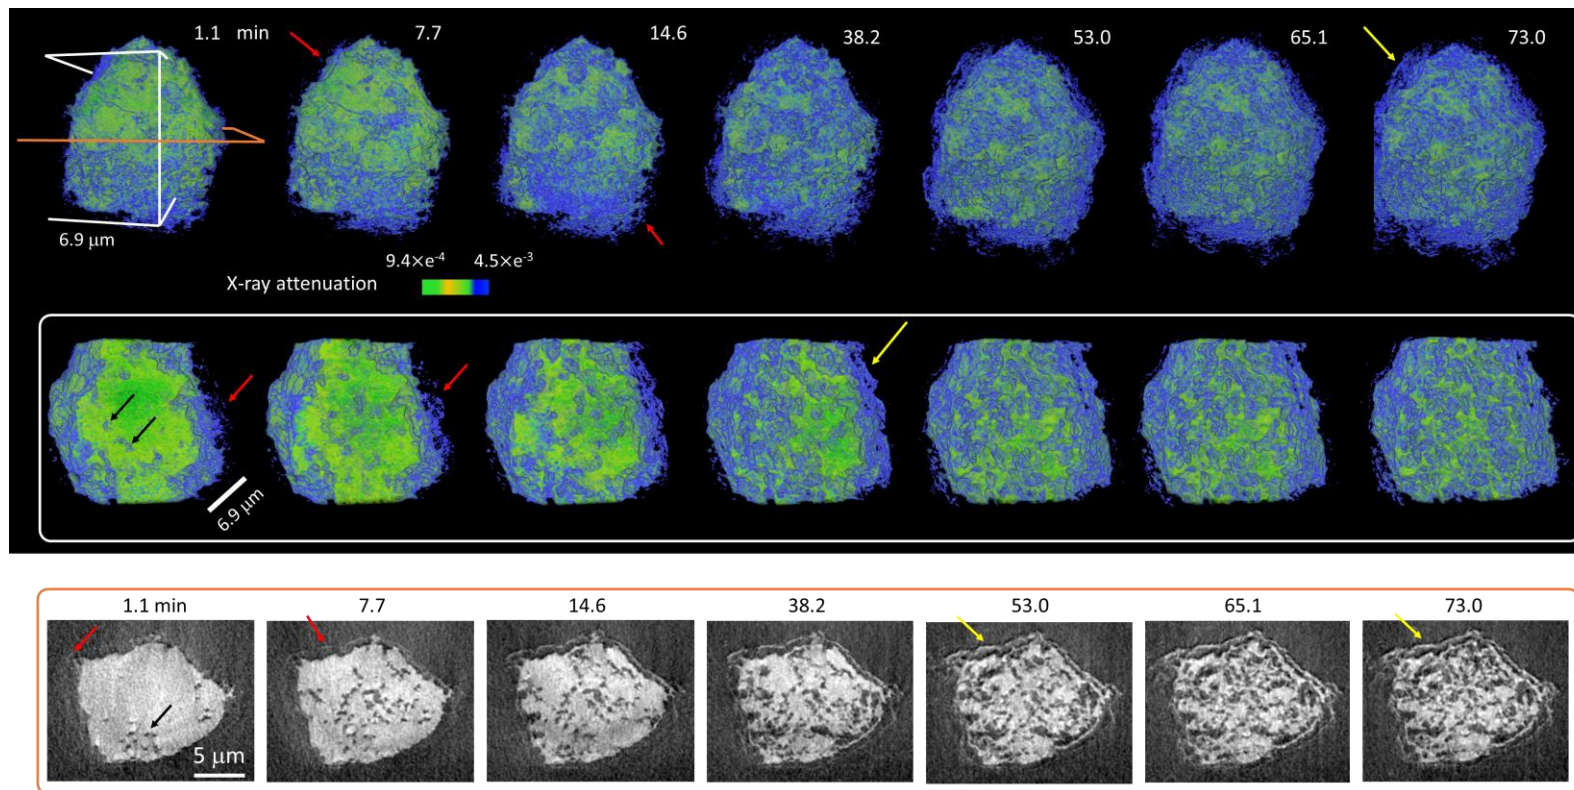 1.1 min 7.7 14.6 38.2 53.0 65.1 73.0
6.9 μm
9.4×e⁻⁴ 4.5×e⁻³
X-ray attenuation
6.9 μm
1.1 min 7.7 14.6 38.2 53.0 65.1 73.0
5 μm